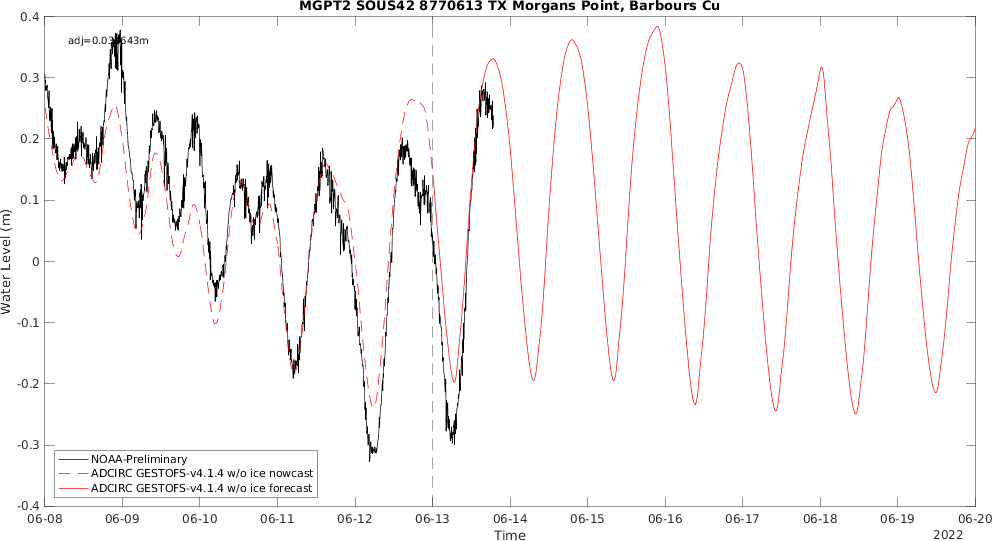 MGPT2 SOUS42 8770613 TX Morgans Point, Barbours Cu
0.4
0.3
0.2
0.1
0
-0.1
-0.2
-0.3
-0.4
Water Level (m)
NOAA-Preliminary
ADCIRC GESTOFS-v4.1.4 w/o ice nowcast
ADCIRC GESTOFS-v4.1.4 w/o ice forecast
06-08 06-09 06-10 06-11 06-12 06-13 06-14 06-15 06-16 06-17 06-18 06-19 06-20
Time
2022